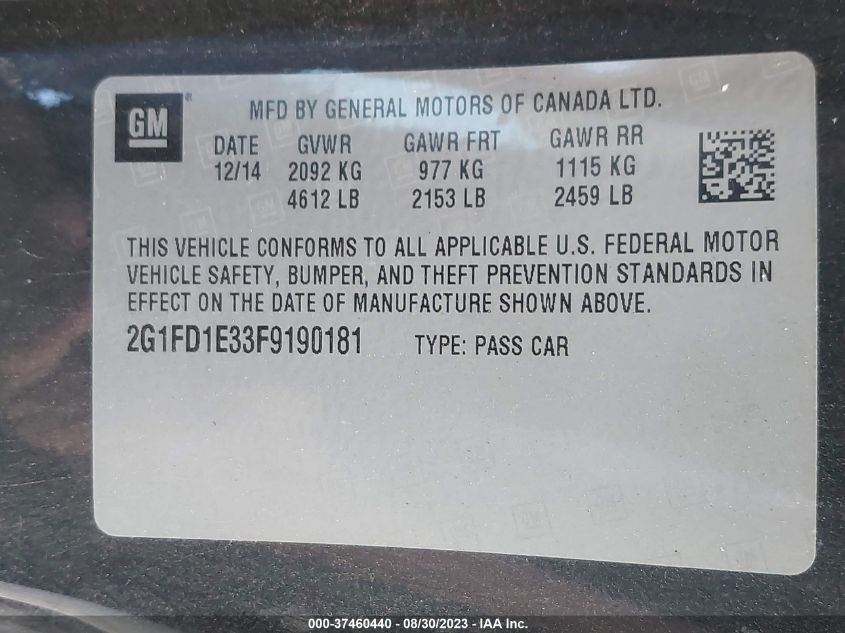 GM
MFD BY GENERAL MOTORS OF CANADA LTD.
DATE GVWR GAWR FRT GAWR RR
12/14 2092 KG 977 KG 1115 KG
4612 LB 2153 LB 2459 LB
THIS VEHICLE CONFORMS TO ALL APPLICABLE U.S. FEDERAL MOTOR
VEHICLE SAFETY, BUMPER, AND THEFT PREVENTION STANDARDS IN
EFFECT ON THE DATE OF MANUFACTURE SHOWN ABOVE.
2G1FD1E33F9190181 TYPE: PASS CAR
000-37460440 - 08/30/2023 - IAA Inc.